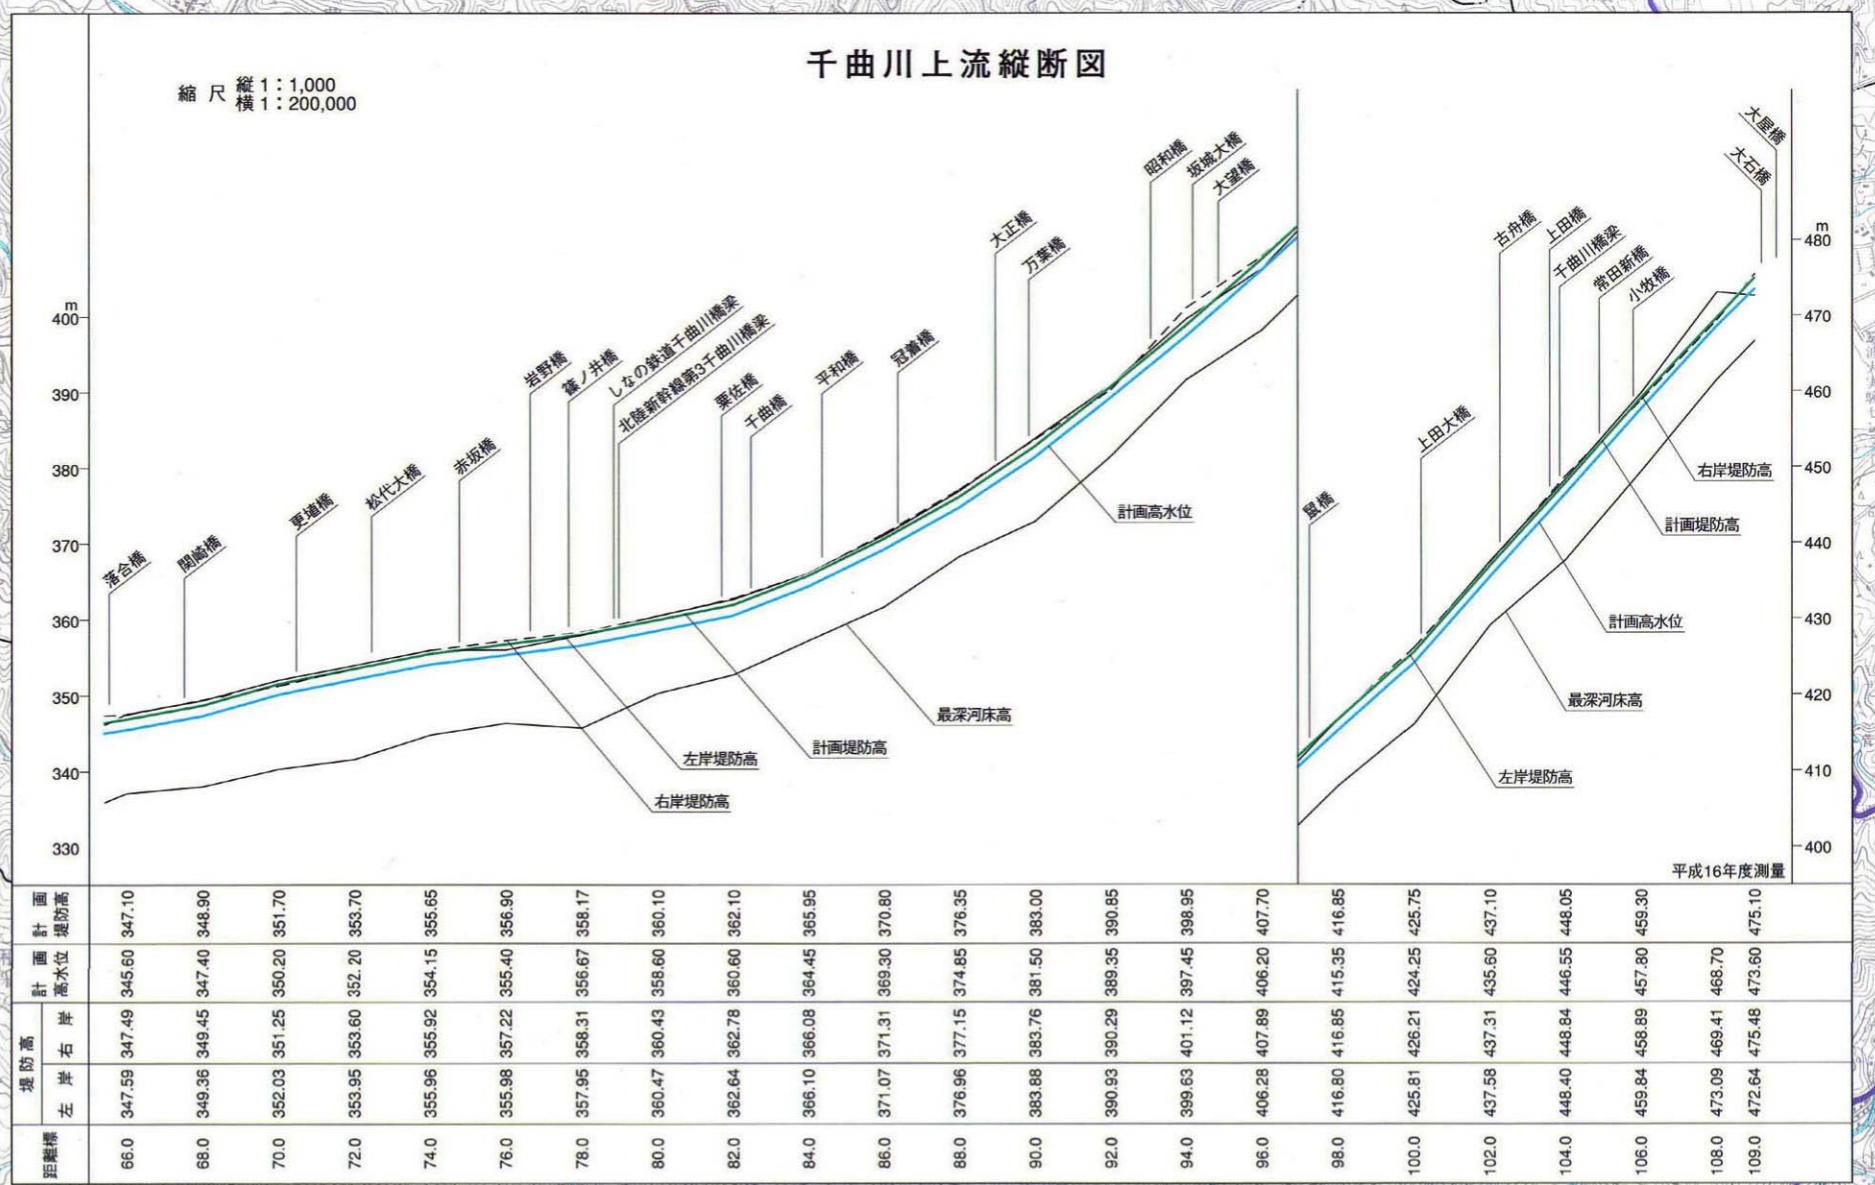 千曲川上流縦断図
縮尺 縦1：1,000
横1：200,000
落合橋
関崎橋
更埴橋
松代大橋
赤坂橋
岩野橋
篠ノ井橋
しなの鉄道千曲川橋梁
北陸新幹線第3千曲川橋梁
粟佐橋
千曲橋
平和橋
冠着橋
大正橋
万葉橋
昭和橋
坂城大橋
大望橋
鼠橋
上田大橋
古舟橋
上田橋
千曲川橋梁
常田新橋
小牧橋
大石橋
大屋橋
m
400
390
380
370
360
350
340
330
m
480
470
460
450
440
430
420
410
400
計画高水位
最深河床高
計画堤防高
左岸堤防高
右岸堤防高
右岸堤防高
計画堤防高
計画高水位
最深河床高
左岸堤防高
平成16年度測量
計画堤防高 347.10 348.90 351.70 353.70 355.65 356.90 358.17 360.10 362.10 365.95 370.80 376.35 383.00 390.85 398.95 407.70 416.85 425.75 437.10 448.05 459.30 475.10
計画高水位 345.60 347.40 350.20 352.20 354.15 355.40 356.67 358.60 360.60 364.45 369.30 374.85 381.50 389.35 397.45 406.20 415.35 424.25 435.60 446.55 457.80 468.70 473.60
堤防高
右岸 347.49 349.45 351.25 353.60 355.92 357.22 358.31 360.43 362.78 366.08 371.31 377.15 383.76 390.29 401.12 407.89 416.85 426.21 437.31 448.84 458.89 469.41 475.48
左岸 347.59 349.36 352.03 353.95 355.96 355.98 357.95 360.47 362.64 366.10 371.07 376.96 383.88 390.93 399.63 406.28 416.80 425.81 437.58 448.40 459.84 473.09 472.64
距離標 66.0 68.0 70.0 72.0 74.0 76.0 78.0 80.0 82.0 84.0 86.0 88.0 90.0 92.0 94.0 96.0 98.0 100.0 102.0 104.0 106.0 108.0 109.0